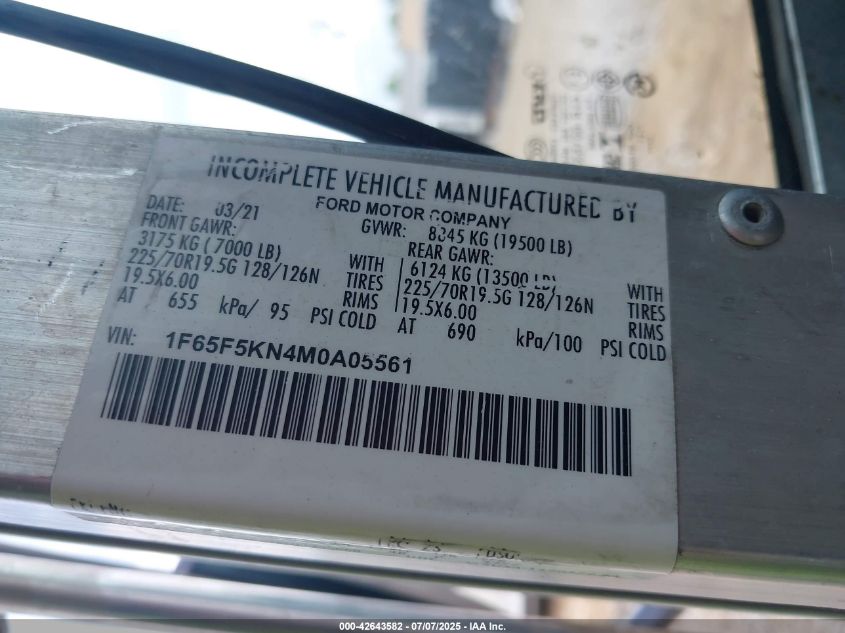 INCOMPLETE VEHICLE MANUFACTURED BY
FORD MOTOR COMPANY
DATE: 03/21 GVWR: 8845 KG (19500 LB)
FRONT GAWR: REAR GAWR:
3175 KG ( 7000 LB) WITH 6124 KG (13500 LB) WITH
225/70R19.5G 128/126N TIRES 225/70R19.5G 128/126N TIRES
19.5X6.00 RIMS 19.5X6.00 RIMS
AT 655 kPa/ 95 PSI COLD AT 690 kPa/100 PSI COLD
VIN: 1F65F5KN4M0A05561
000-42643582 / 07/07/2025 - IAA Inc.